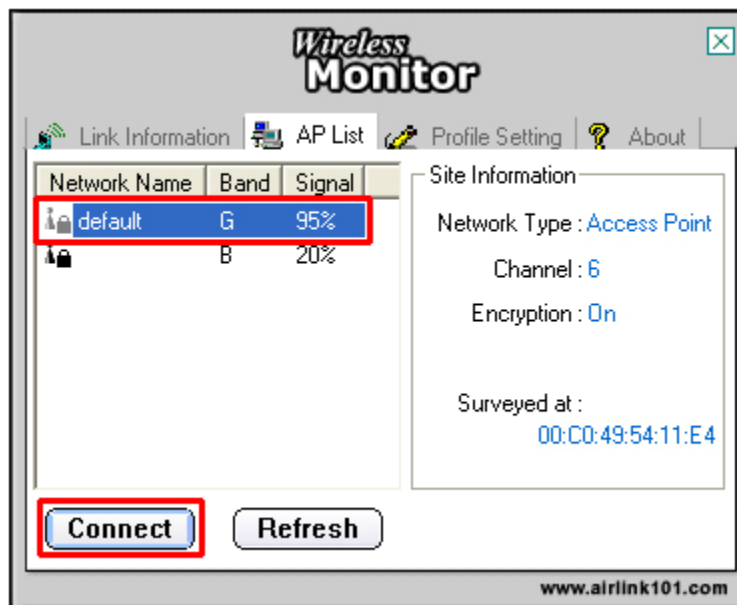 Wireless
Monitor
Link Information AP List Profile Setting About
Network Name Band Signal
default G 95%
B 20%
Site Information
Network Type : Access Point
Channel : 6
Encryption : On
Surveyed at :
00:C0:49:54:11:E4
Connect Refresh
www.airlink101.com